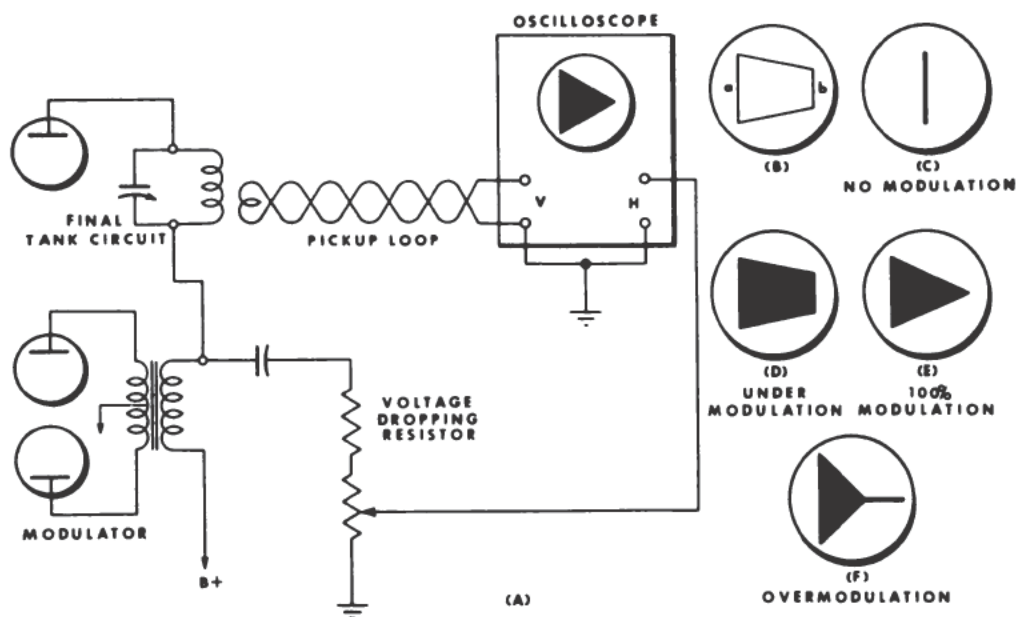 OSCILLOSCOPE
V
H
FINAL
TANK CIRCUIT
PICKUP LOOP
VOLTAGE
DROPPING
RESISTOR
MODULATOR
B+
(A)
a
b
(B)
(C)
NO MODULATION
(D)
UNDER
MODULATION
(E)
100%
MODULATION
(F)
OVERMODULATION